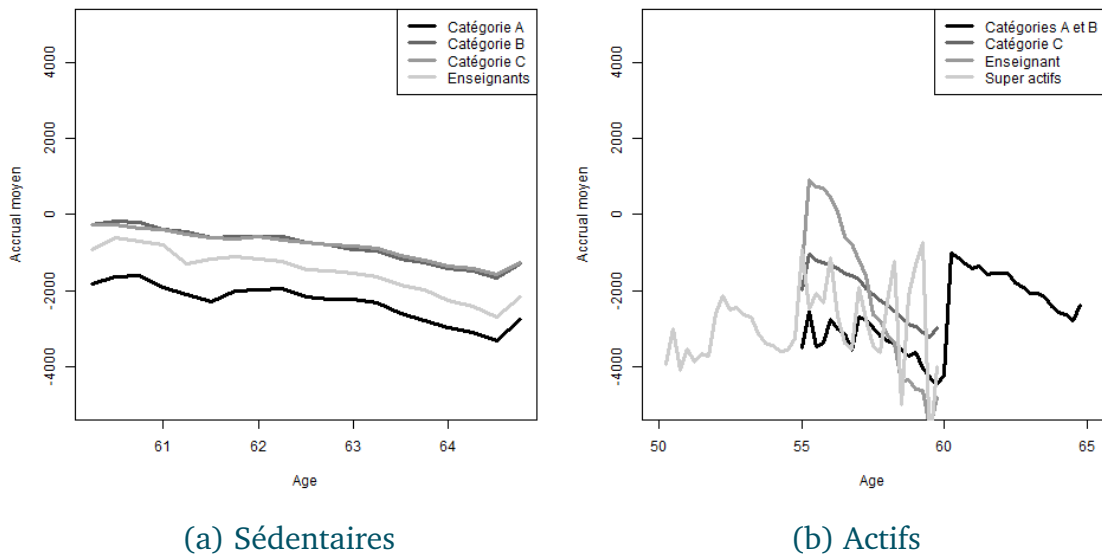 Catégorie A
Catégorie B
Catégorie C
Enseignants
4000
2000
0
-2000
-4000
Accrual moyen
61 62 63 64
Age
(a) Sédentaires
Catégories A et B
Catégorie C
Enseignant
Super actifs
4000
2000
0
-2000
-4000
Accrual moyen
50 55 60 65
Age
(b) Actifs